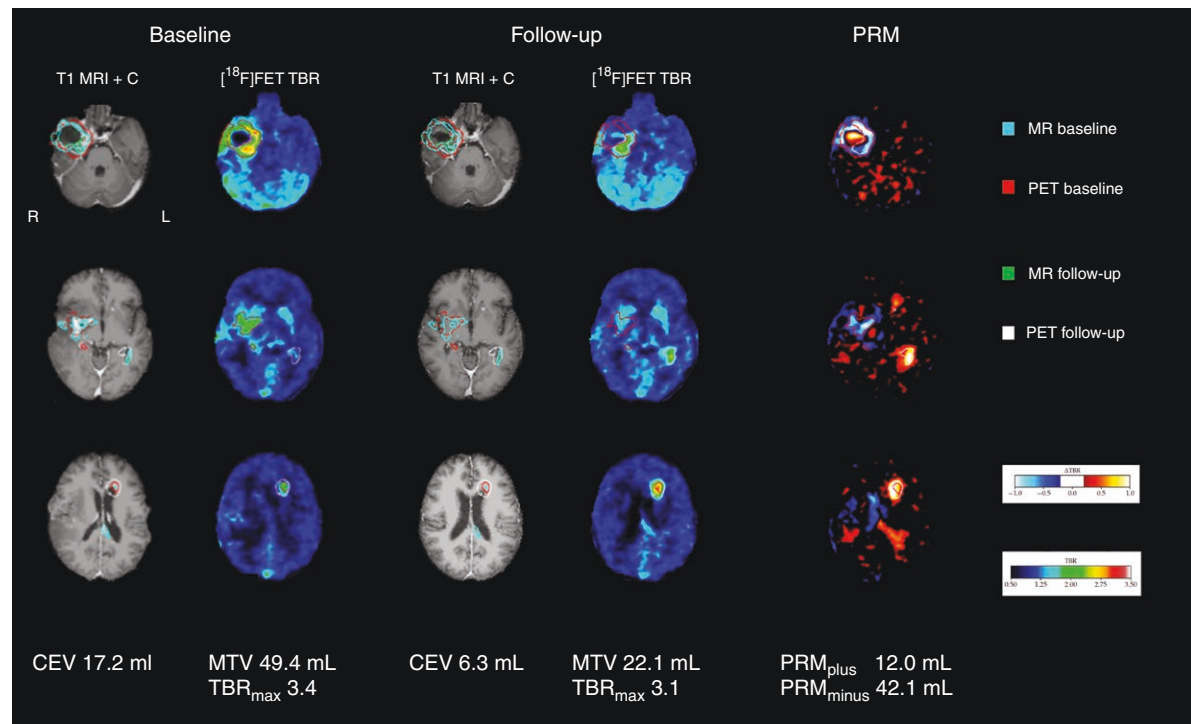 Baseline Follow-up PRM
T1 MRI + C [18F]FET TBR T1 MRI + C [18F]FET TBR
R L
MR baseline
PET baseline
MR follow-up
PET follow-up
ΔTBR
−1.0 −0.5 0.0 0.5 1.0
TBR
0.50 1.25 2.00 2.75 3.50
CEV 17.2 ml MTV 49.4 mL CEV 6.3 mL MTV 22.1 mL PRMplus 12.0 mL
TBRmax 3.4 TBRmax 3.1 PRMminus 42.1 mL